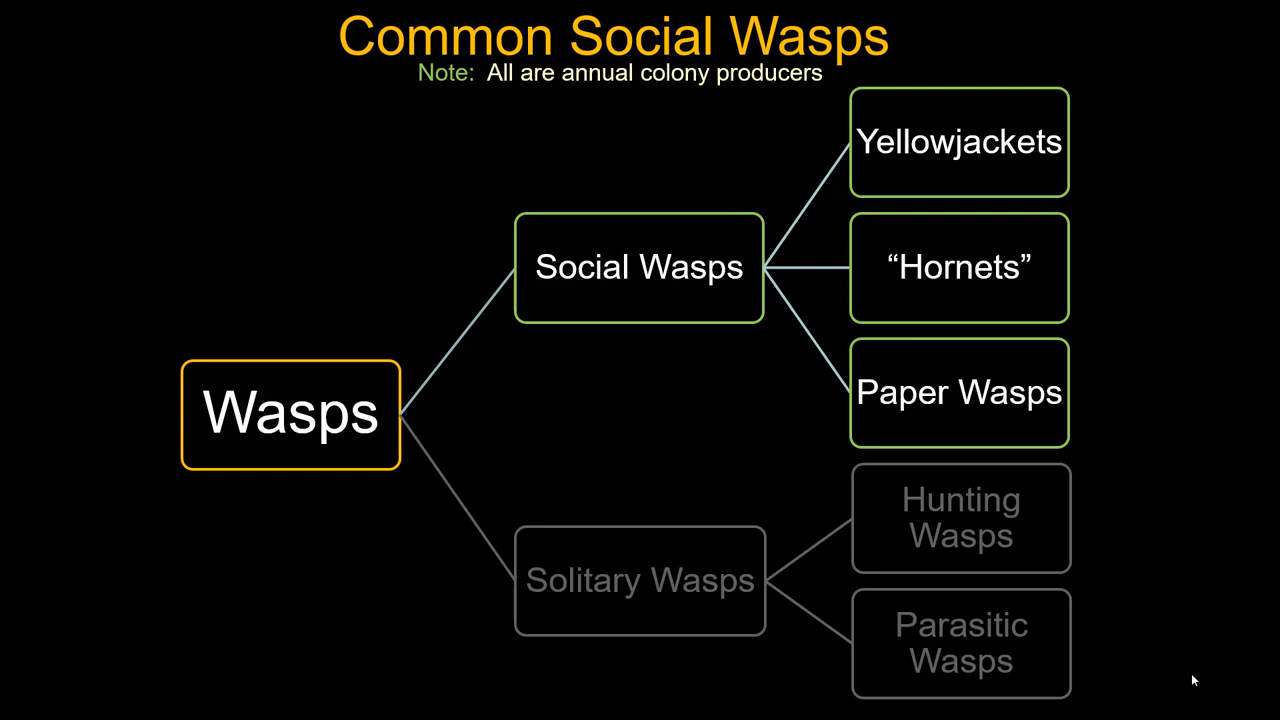 Common Social Wasps
Note:  All are annual colony producers
Yellowjackets
Social Wasps
“Hornets”
Paper Wasps
Wasps
Solitary Wasps
Hunting
Wasps
Parasitic
Wasps